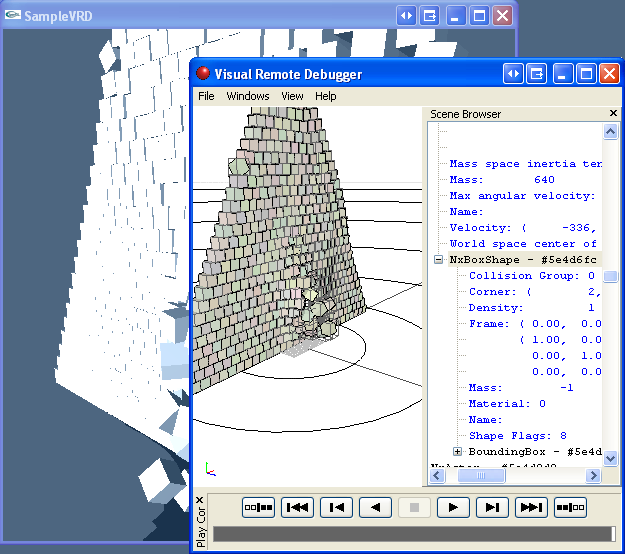 SampleVRD
Visual Remote Debugger
File Windows View Help
Scene Browser
Mass space inertia ten
Mass: 640
Max angular velocity:
Name:
Velocity: ( -336,
World space center of
NxBoxShape - #5e4d6fc
Collision Group: 0
Corner: ( 2,
Density: 1
Frame: ( 0.00, 0.0
( 1.00, 0.0
0.00, 1.0
0.00, 0.0
Mass: -1
Material: 0
Name:
Shape Flags: 8
BoundingBox - #5e4d
Play Cor